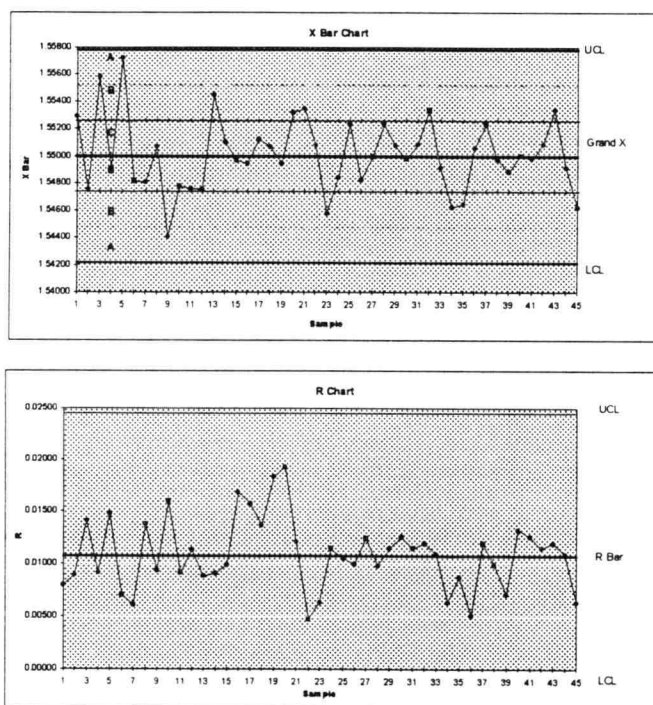 X Bar Chart
1.55800
1.55600
1.55400
1.55200
1.55000
1.54800
1.54600
1.54400
1.54200
1.54000
X Bar
A
B
C
B
A
UCL
Grand X
LCL
1 3 5 7 9 11 13 15 17 19 21 23 25 27 29 31 33 35 37 39 41 43 45
Sample
R Chart
0.02500
0.02000
0.01500
0.01000
0.00500
0.00000
R
UCL
R Bar
LCL
1 3 5 7 9 11 13 15 17 19 21 23 25 27 29 31 33 35 37 39 41 43 45
Sample